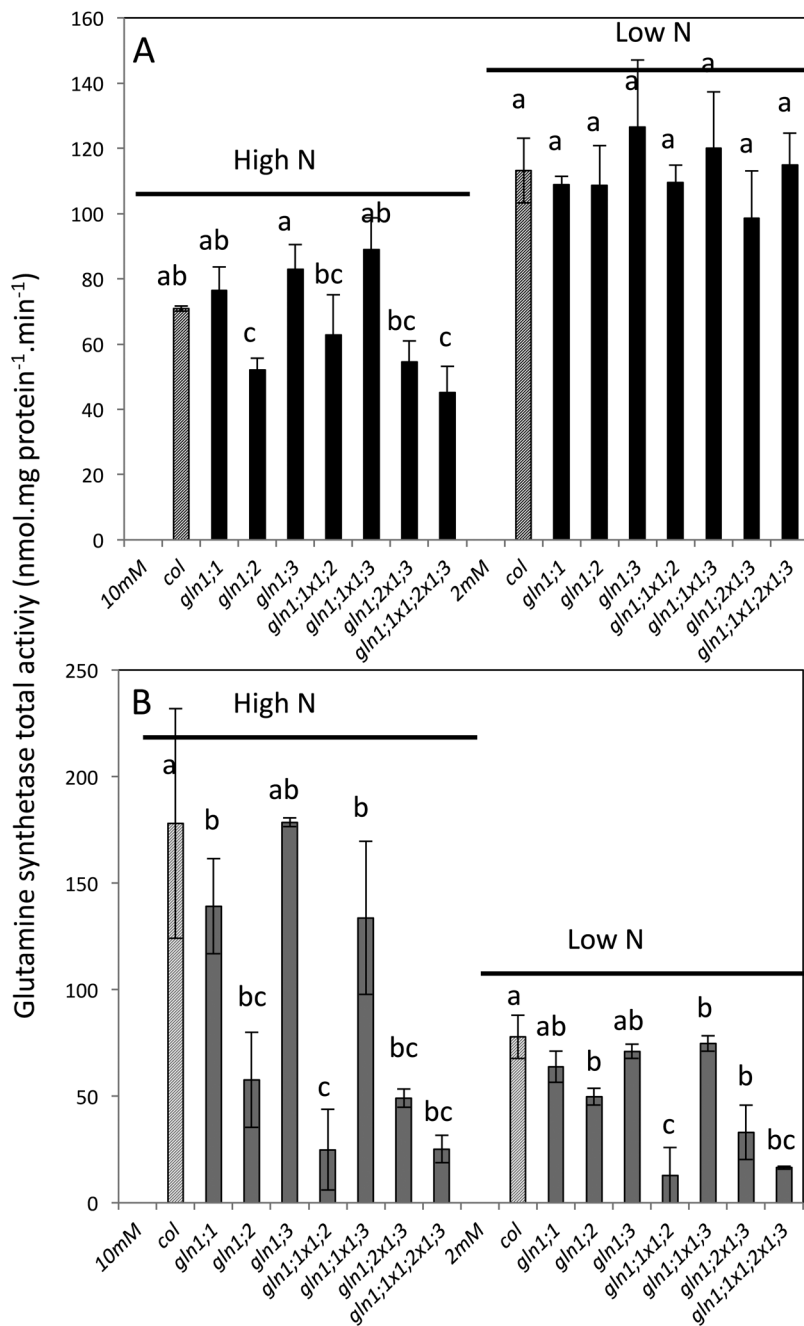 Glutamine synthetase total activiy (nmol.mg protein⁻¹.min⁻¹)
A
High N
Low N
160
140
120
100
80
60
40
20
0
ab
ab
c
a
bc
ab
bc
c
a
a
a
a
a
a
a
a
10mM
col
gln1;1
gln1;2
gln1;3
gln1;1x1;2
gln1;1x1;3
gln1;2x1;3
gln1;1x1;2x1;3
2mM
col
gln1;1
gln1;2
gln1;3
gln1;1x1;2
gln1;1x1;3
gln1;2x1;3
gln1;1x1;2x1;3
B
High N
Low N
250
200
150
100
50
0
a
b
bc
ab
c
b
bc
bc
a
ab
b
ab
c
b
b
bc
10mM
col
gln1;1
gln1;2
gln1;3
gln1;1x1;2
gln1;1x1;3
gln1;2x1;3
gln1;1x1;2x1;3
2mM
col
gln1;1
gln1;2
gln1;3
gln1;1x1;2
gln1;1x1;3
gln1;2x1;3
gln1;1x1;2x1;3